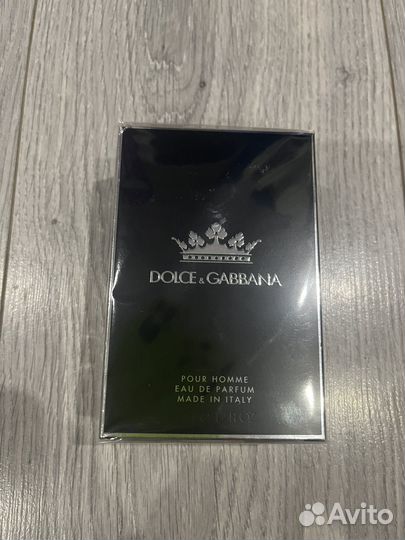 DOLCE & GABBANA
POUR HOMME
EAU DE PARFUM
MADE IN ITALY
Avito